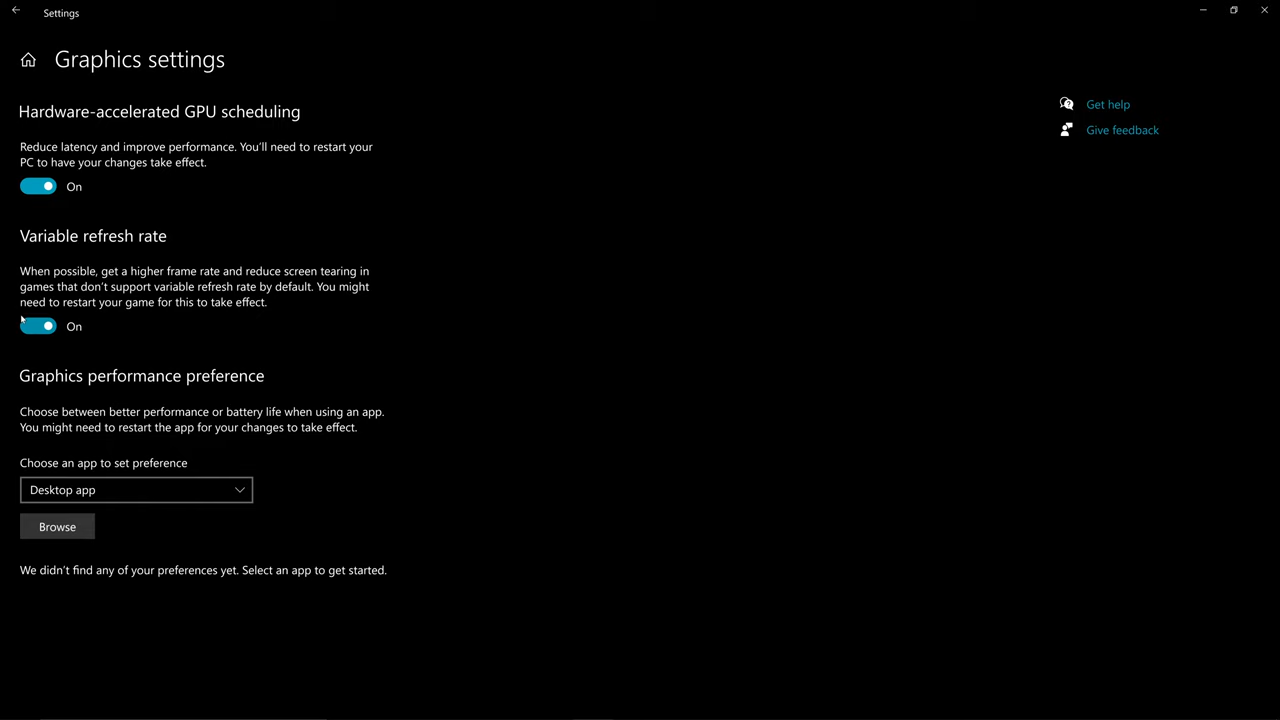 Settings
Graphics settings
Hardware-accelerated GPU scheduling
Get help
Give feedback
Reduce latency and improve performance. You'll need to restart your
PC to have your changes take effect.
On
Variable refresh rate
When possible, get a higher frame rate and reduce screen tearing in
games that don't support variable refresh rate by default. You might
need to restart your game for this to take effect.
On
Graphics performance preference
Choose between better performance or battery life when using an app.
You might need to restart the app for your changes to take effect.
Choose an app to set preference
Desktop app
Browse
We didn't find any of your preferences yet. Select an app to get started.